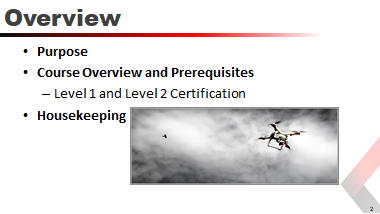 Overview
• Purpose
• Course Overview and Prerequisites
– Level 1 and Level 2 Certification
• Housekeeping
2